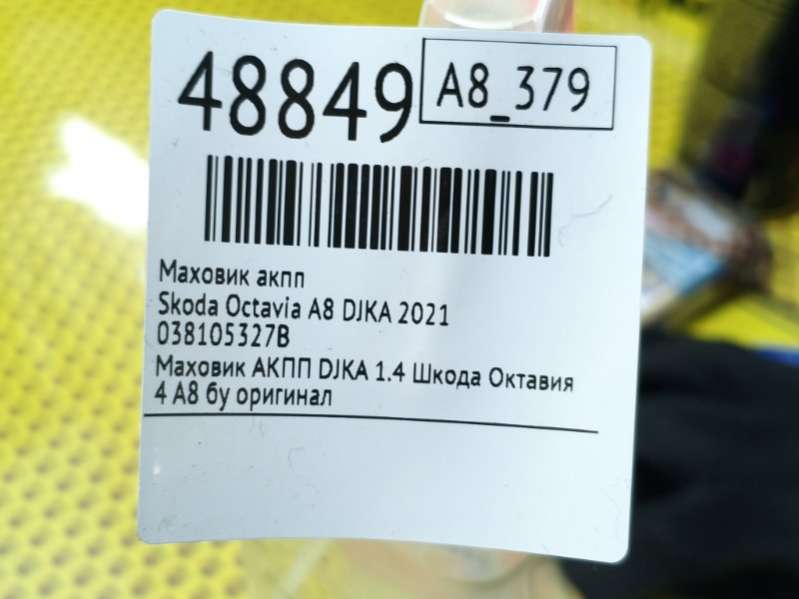 48849
A8_379
Маховик акпп
Skoda Octavia A8 DJKA 2021
038105327B
Маховик АКПП DJKA 1.4 Шкода Октавия
4 А8 бу оригинал